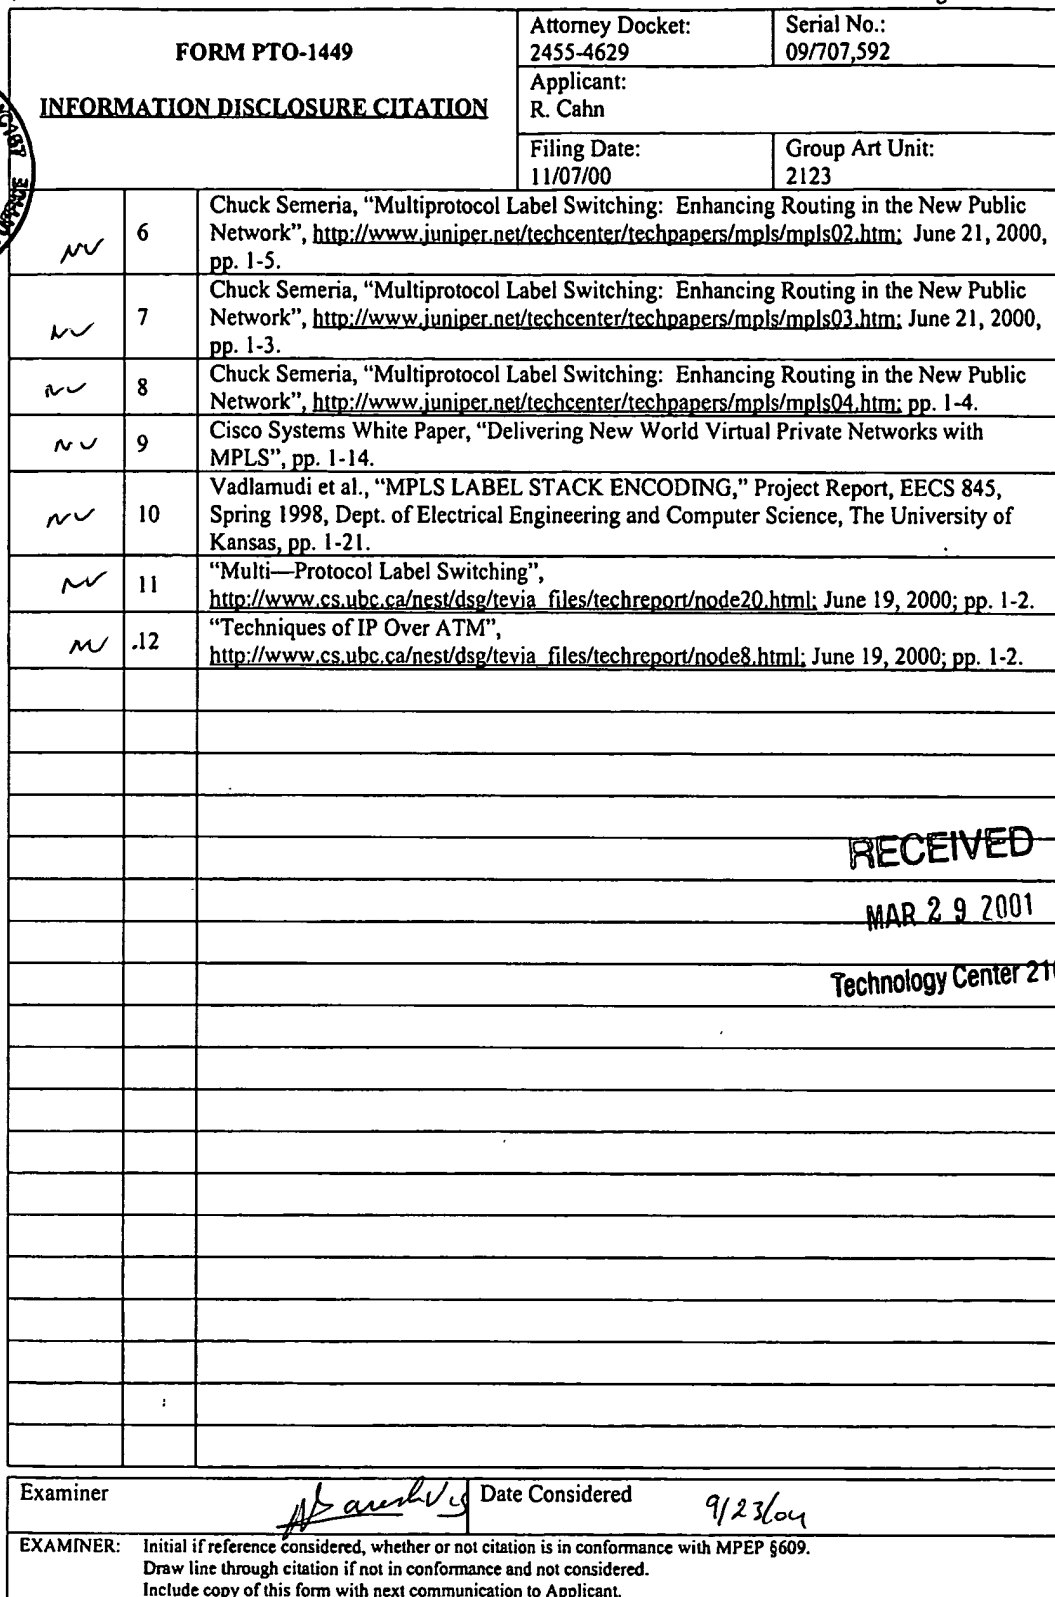 FORM PTO-1449
INFORMATION DISCLOSURE CITATION
Attorney Docket:
2455-4629
Serial No.:
09/707,592
Applicant:
R. Cahn
Filing Date:
11/07/00
Group Art Unit:
2123
NV 6 Chuck Semeria, “Multiprotocol Label Switching: Enhancing Routing in the New Public
Network”, http://www.juniper.net/techcenter/techpapers/mpls/mpls02.htm; June 21, 2000,
pp. 1-5.
NV 7 Chuck Semeria, “Multiprotocol Label Switching: Enhancing Routing in the New Public
Network”, http://www.juniper.net/techcenter/techpapers/mpls/mpls03.htm; June 21, 2000,
pp. 1-3.
NV 8 Chuck Semeria, “Multiprotocol Label Switching: Enhancing Routing in the New Public
Network”, http://www.juniper.net/techcenter/techpapers/mpls/mpls04.htm; pp. 1-4.
NV 9 Cisco Systems White Paper, “Delivering New World Virtual Private Networks with
MPLS”, pp. 1-14.
NV 10 Vadlamudi et al., “MPLS LABEL STACK ENCODING,” Project Report, EECS 845,
Spring 1998, Dept. of Electrical Engineering and Computer Science, The University of
Kansas, pp. 1-21.
NV 11 “Multi—Protocol Label Switching”,
http://www.cs.ubc.ca/nest/dsg/tevia_files/techreport/node20.html; June 19, 2000; pp. 1-2.
NV .12 “Techniques of IP Over ATM”,
http://www.cs.ubc.ca/nest/dsg/tevia_files/techreport/node8.html; June 19, 2000; pp. 1-2.
RECEIVED
MAR 29 2001
Technology Center 210
Examiner
Date Considered 9/23/04
EXAMINER: Initial if reference considered, whether or not citation is in conformance with MPEP §609.
Draw line through citation if not in conformance and not considered.
Include copy of this form with next communication to Applicant.